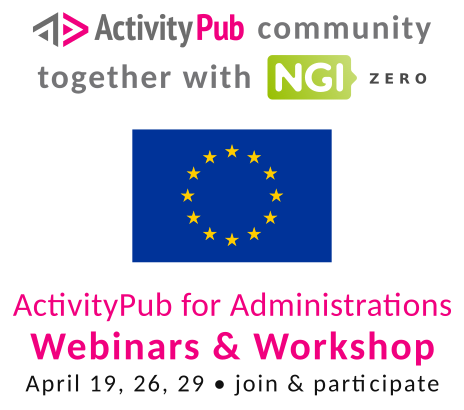 ActivityPub community
together with NGI ZERO
ActivityPub for Administrations
Webinars & Workshop
April 19, 26, 29 • join & participate